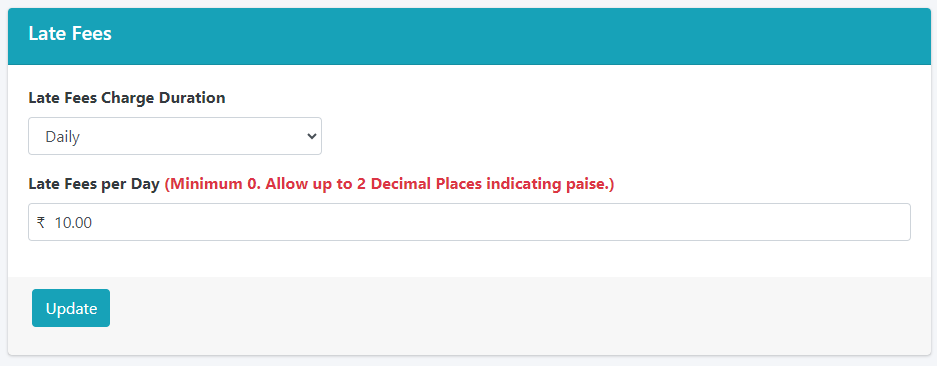 Late Fees
Late Fees Charge Duration
Daily
Late Fees per Day (Minimum 0. Allow up to 2 Decimal Places indicating paise.)
₹ 10.00
Update